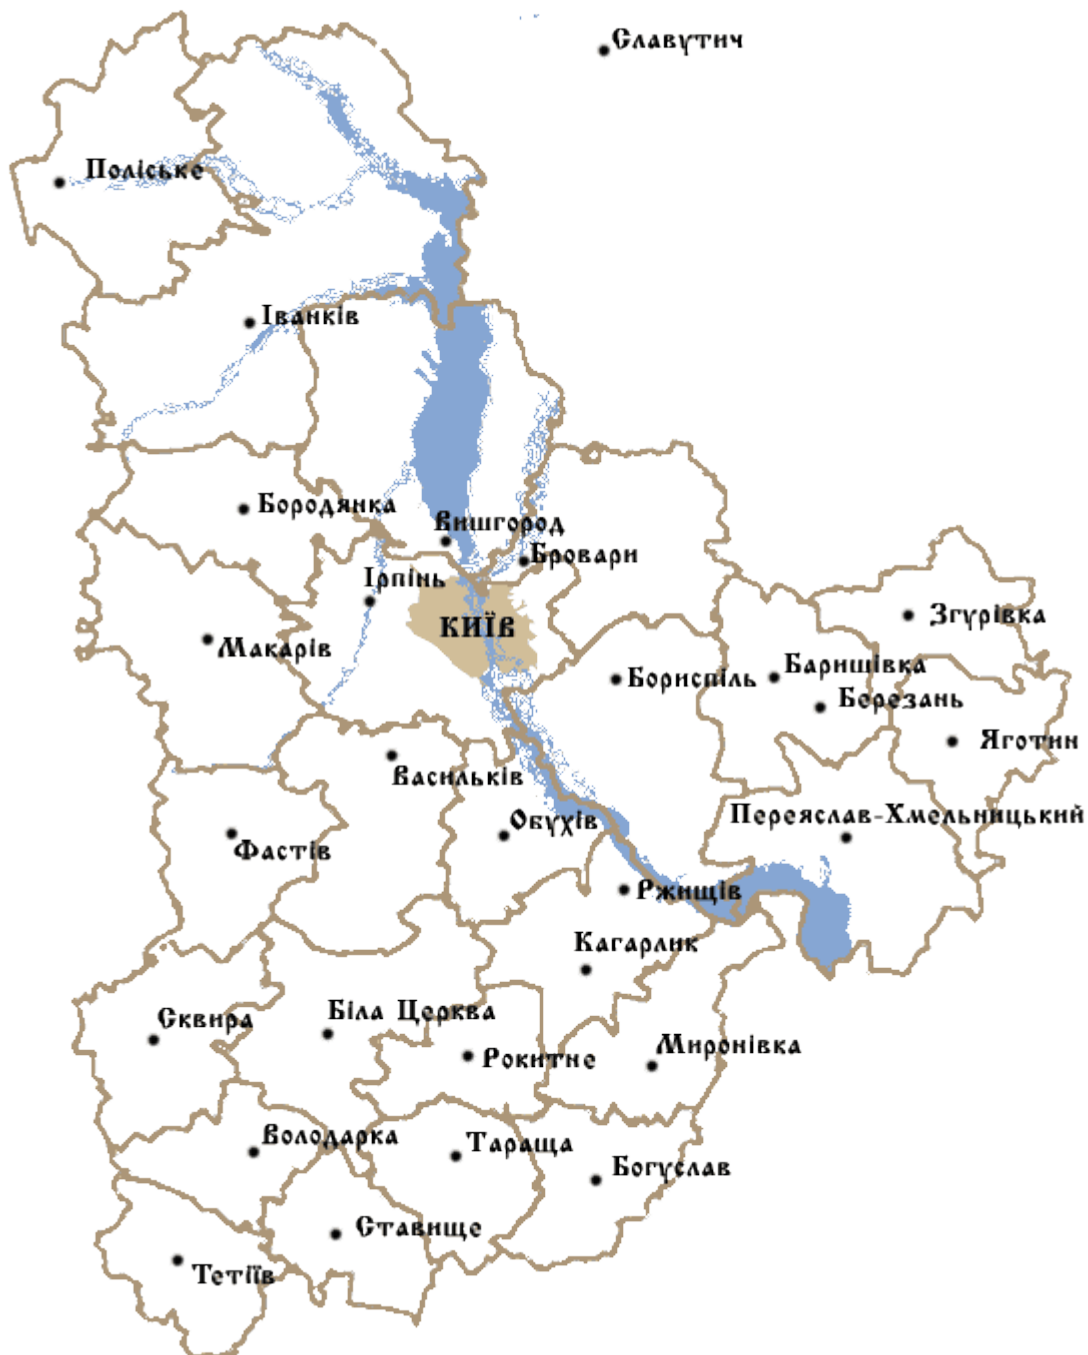 Славутич
Поліське
Іванків
Бородянка
Вишгород
Бровари
Ірпінь
КИЇВ
Згурівка
Макарів
Бориспіль
Баришівка
Березань
Яготин
Васильків
Обухів
Переяслав-Хмельницький
Фастів
Ржищів
Кагарлик
Сквира
Біла Церква
Рокитне
Миронівка
Володарка
Тараща
Богуслав
Ставище
Тетіїв